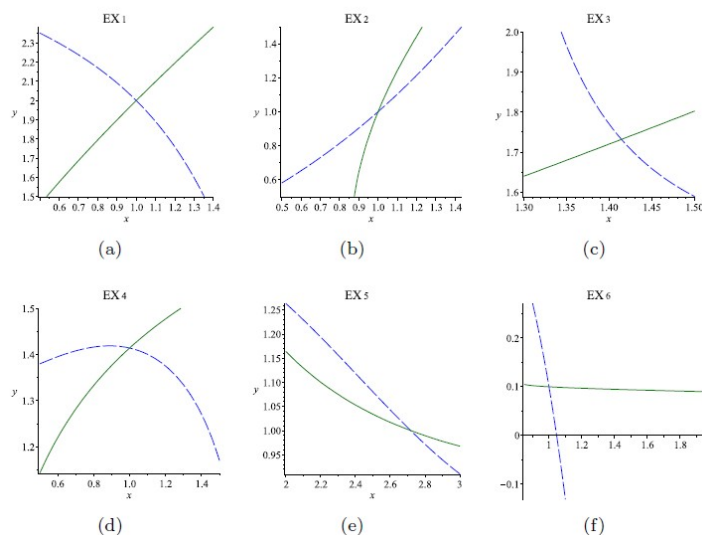 EX 1
2.3
2.2
2.1
y 2
1.9
1.8
1.7
1.6
1.5
0.6 0.7 0.8 0.9 1.0 1.1 1.2 1.3 1.4
x
(a)
EX 2
1.4
1.2
y 1.0
0.8
0.6
0.5 0.6 0.7 0.8 0.9 1.0 1.1 1.2 1.3 1.4
x
(b)
EX 3
2.0
1.9
y 1.8
1.7
1.6
1.30 1.35 1.40 1.45 1.50
x
(c)
EX 4
1.5
1.4
y
1.3
1.2
0.6 0.8 1.0 1.2 1.4
x
(d)
EX 5
1.25
1.20
1.15
1.10
y
1.05
1.00
0.95
2 2.2 2.4 2.6 2.8 3
x
(e)
EX 6
0.2
0.1
0
1 1.2 1.4 1.6 1.8
x
−0.1
(f)